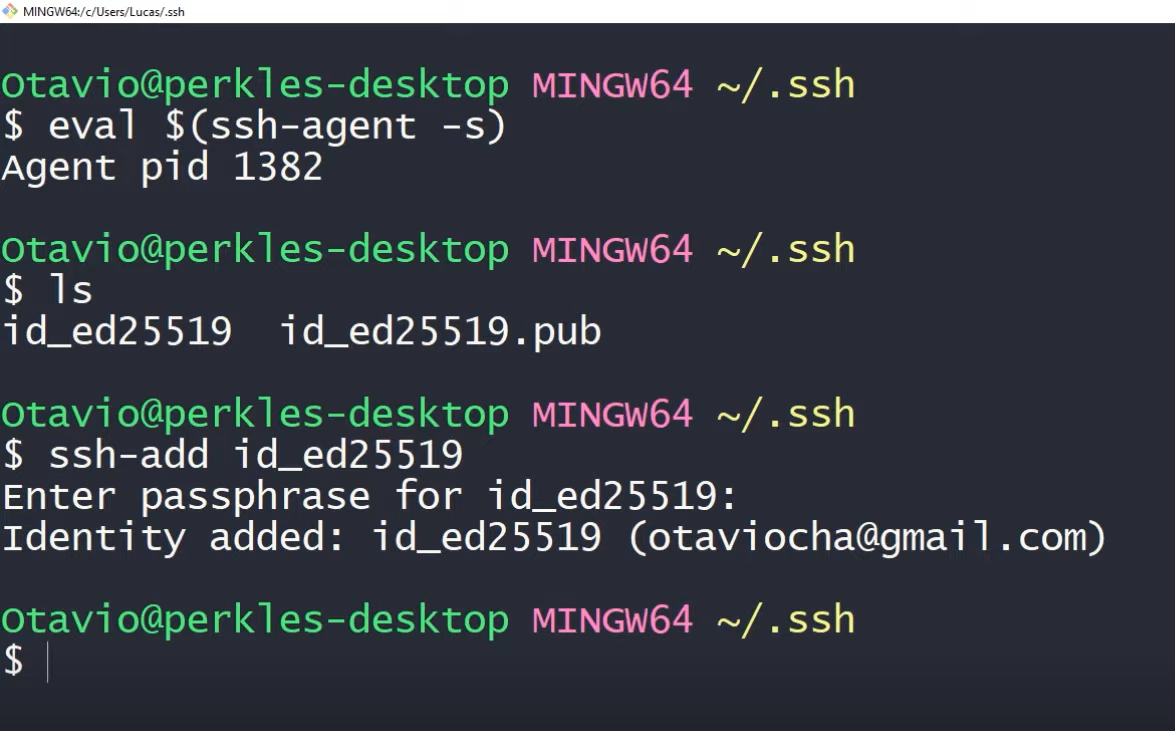 MINGW64:/c/Users/Lucas/.ssh
Otavio@perkles-desktop MINGW64 ~/.ssh
$ eval $(ssh-agent -s)
Agent pid 1382
Otavio@perkles-desktop MINGW64 ~/.ssh
$ ls
id_ed25519  id_ed25519.pub
Otavio@perkles-desktop MINGW64 ~/.ssh
$ ssh-add id_ed25519
Enter passphrase for id_ed25519:
Identity added: id_ed25519 (otaviocha@gmail.com)
Otavio@perkles-desktop MINGW64 ~/.ssh
$